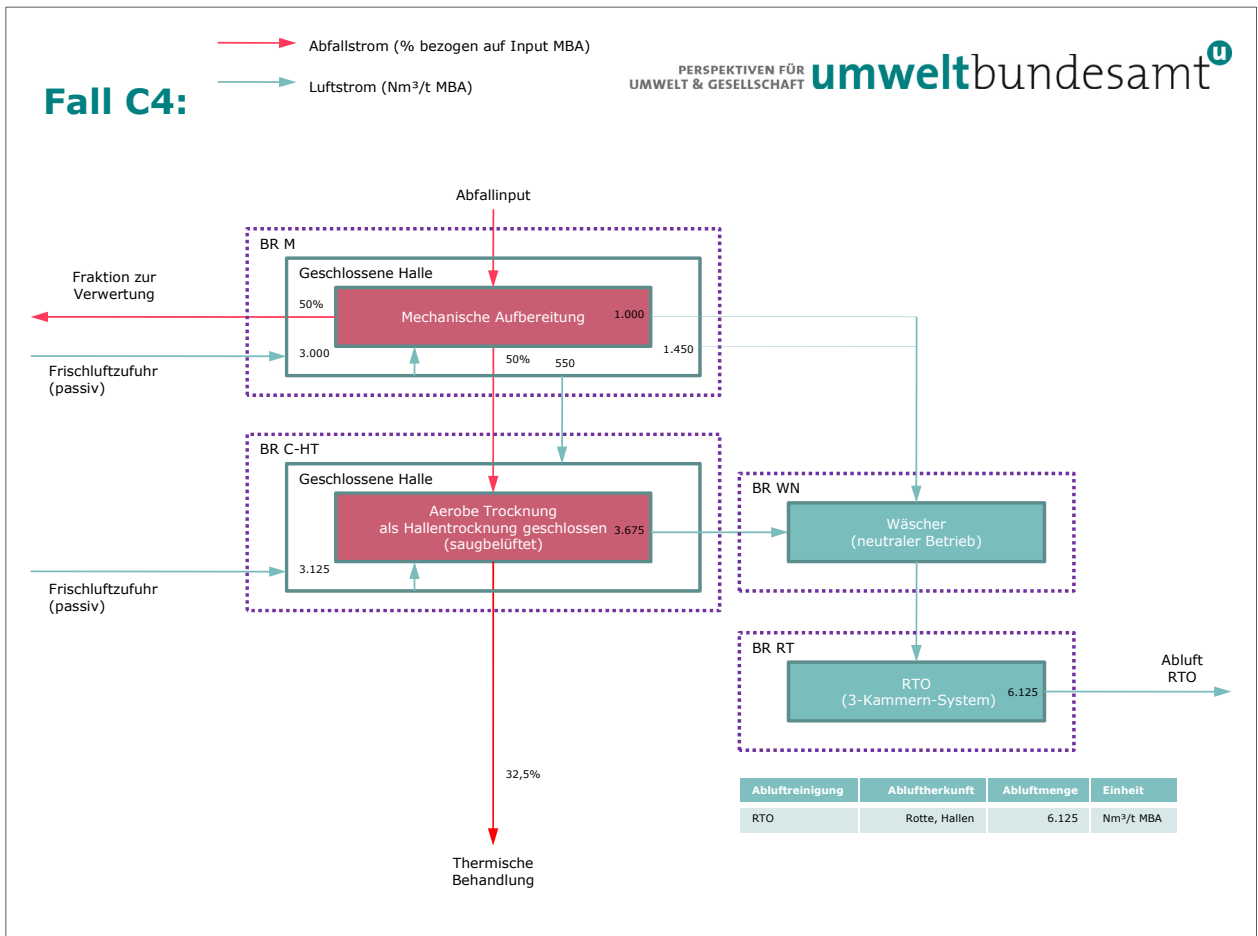 Abfallstrom (% bezogen auf Input MBA)
Luftstrom (Nm³/t MBA)
Fall C4:
PERSPEKTIVEN FÜR
UMWELT & GESELLSCHAFT
umweltbundesamt
u
Abfallinput
BR M
Geschlossene Halle
Fraktion zur
Verwertung
50%
Mechanische Aufbereitung
1.000
3.000
50%
550
1.450
Frischluftzufuhr
(passiv)
BR C-HT
Geschlossene Halle
Aerobe Trocknung
als Hallentrocknung geschlossen
(saugbelüftet)
3.675
3.125
Frischluftzufuhr
(passiv)
BR WN
Wäscher
(neutraler Betrieb)
BR RT
RTO
(3-Kammern-System)
6.125
Abluft
RTO
32,5%
Thermische
Behandlung
Abluftreinigung Abluftherkunft Abluftmenge Einheit
RTO Rotte, Hallen 6.125 Nm³/t MBA